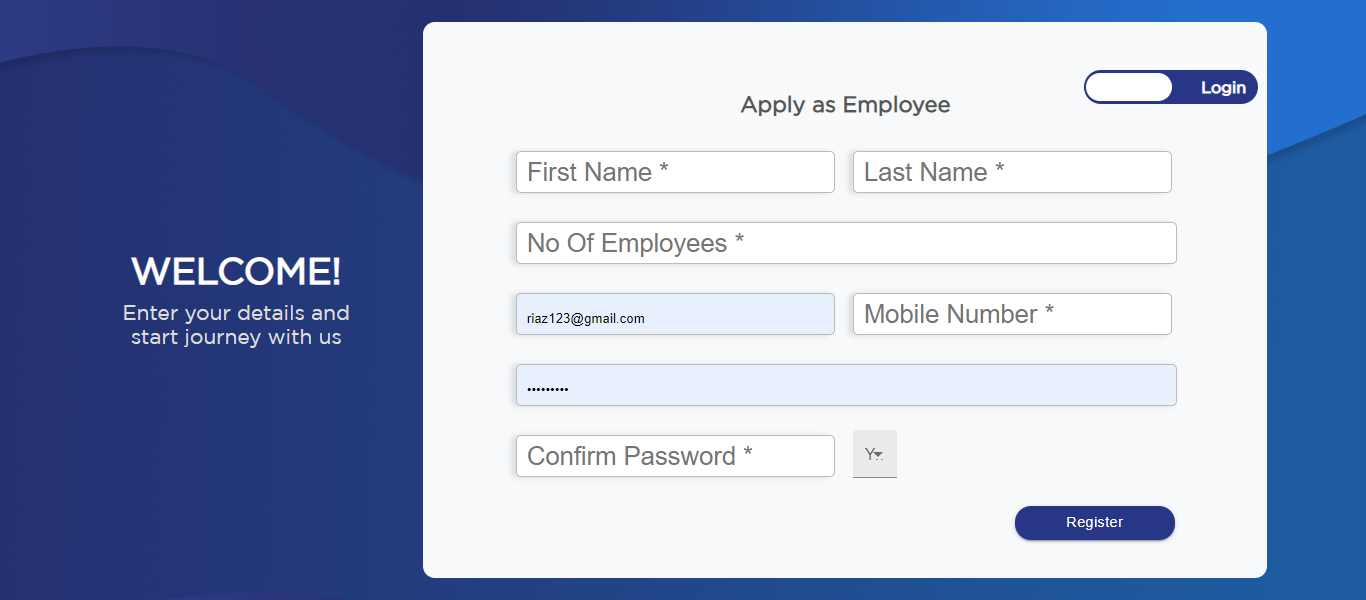 Login
Apply as Employee
First Name * Last Name *
No Of Employees *
WELCOME!
Enter your details and
start journey with us
riaz123@gmail.com Mobile Number *
•••••••••
Confirm Password *
Register